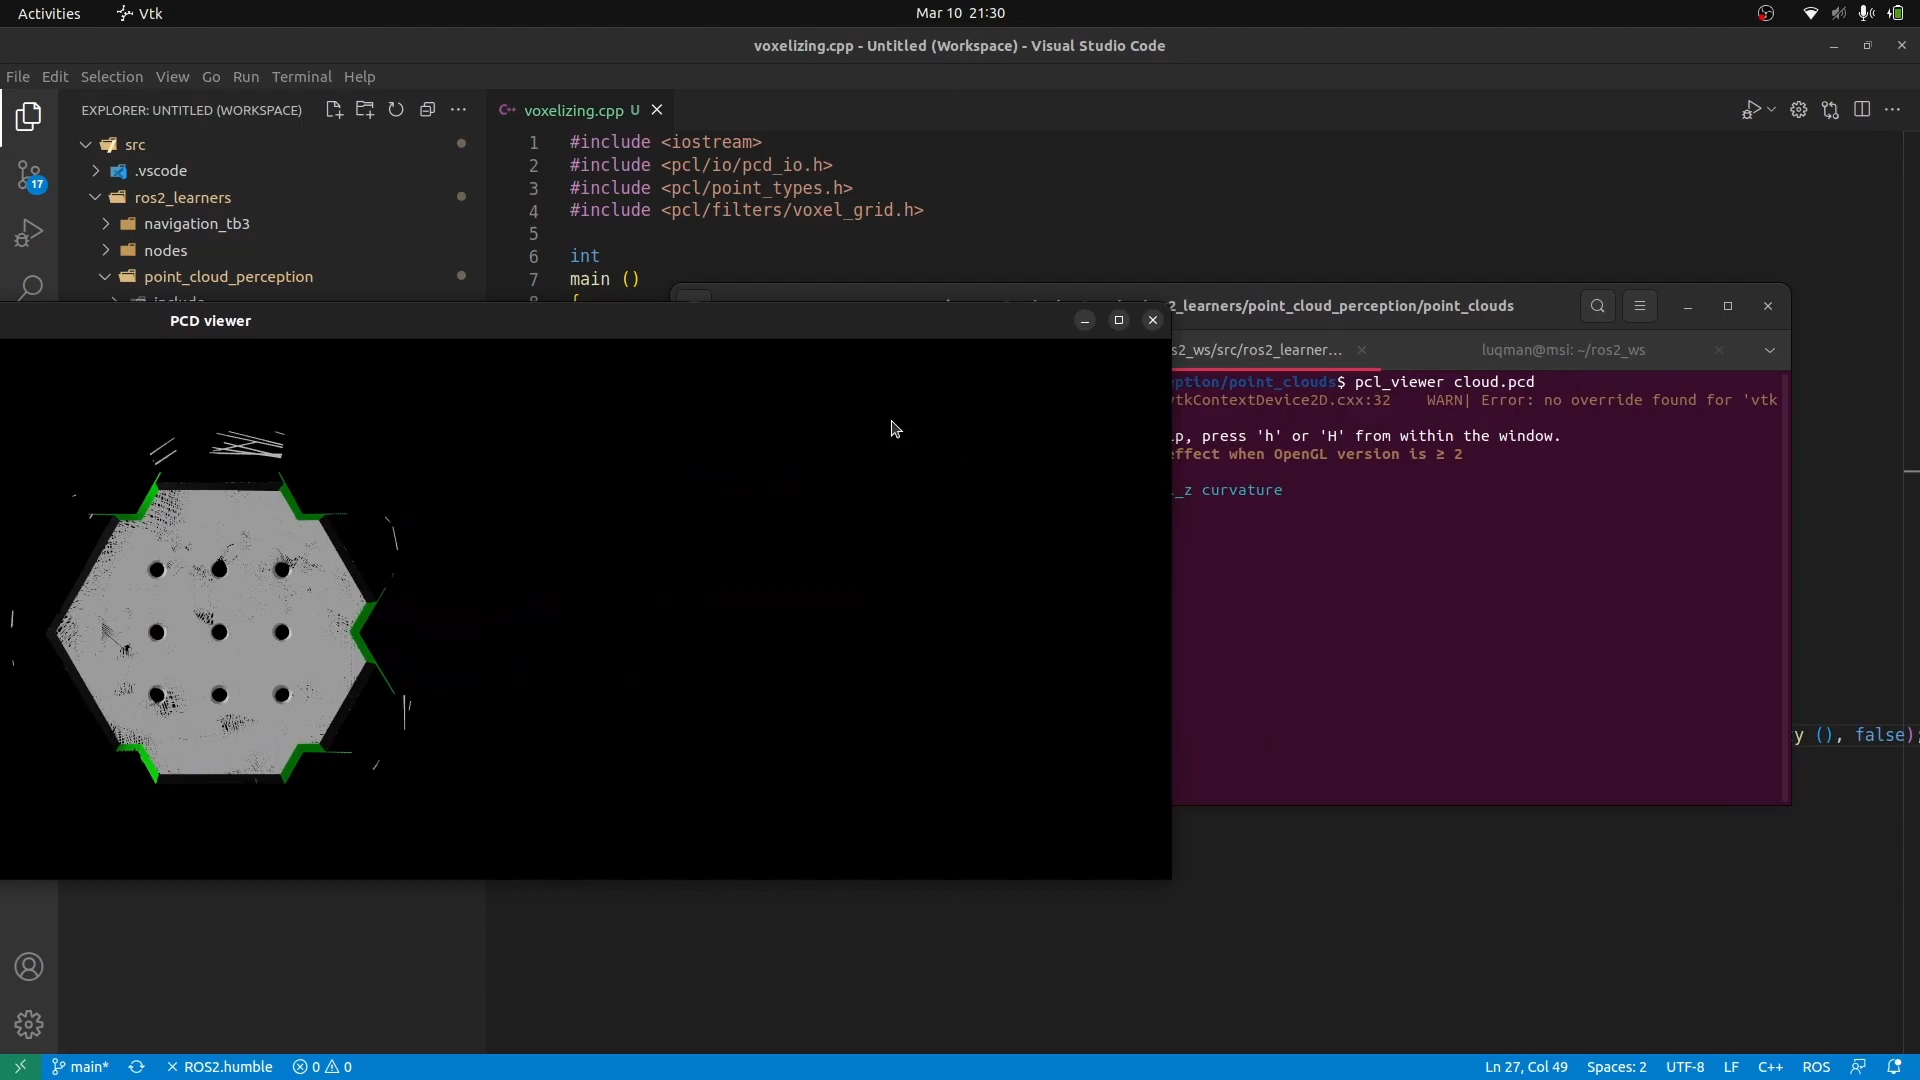 Activities
Vtk
Mar 10 21:30
voxelizing.cpp - Untitled (Workspace) - Visual Studio Code
File Edit Selection View Go Run Terminal Help
EXPLORER: UNTITLED (WORKSPACE)
voxelizing.cpp U
src
.vscode
17
ros2_learners
navigation_tb3
nodes
point_cloud_perception
include
1 #include <iostream>
2 #include <pcl/io/pcd_io.h>
3 #include <pcl/point_types.h>
4 #include <pcl/filters/voxel_grid.h>
5
6 int
7 main ()
8 {
PCD viewer
2_learners/point_cloud_perception/point_clouds
s2_ws/src/ros2_learner...
luqman@msi: ~/ros2_ws
ption/point_clouds$ pcl_viewer cloud.pcd
vtkContextDevice2D.cxx:32 WARN| Error: no override found for 'vtk
lp, press 'h' or 'H' from within the window.
effect when OpenGL version is ≥ 2
_z curvature
y (), false);
main*
ROS2.humble
0 0
Ln 27, Col 49
Spaces: 2
UTF-8
LF
C++
ROS